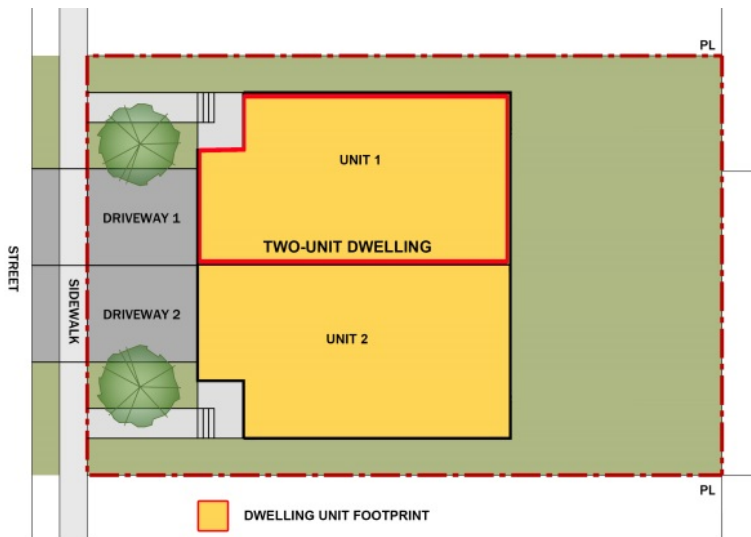 PL
UNIT 1
DRIVEWAY 1
TWO-UNIT DWELLING
STREET
SIDEWALK
DRIVEWAY 2
UNIT 2
PL
DWELLING UNIT FOOTPRINT